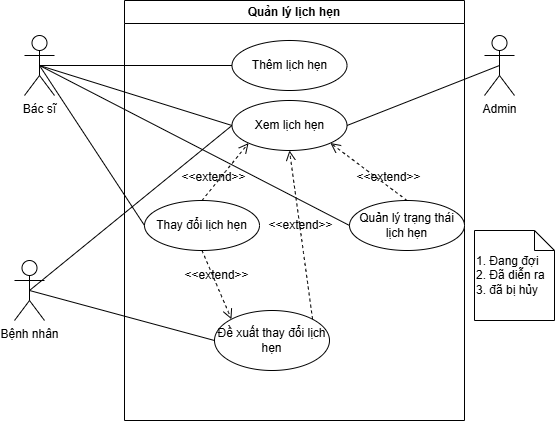 Quản lý lịch hẹn
Thêm lịch hẹn
Bác sĩ
Admin
Xem lịch hẹn
<<extend>>
<<extend>>
Thay đổi lịch hẹn
<<extend>>
Quản lý trạng thái
lịch hẹn
1. Đang đợi
2. Đã diễn ra
3. đã bị hủy
<<extend>>
Bệnh nhân
Đề xuất thay đổi lịch
hẹn